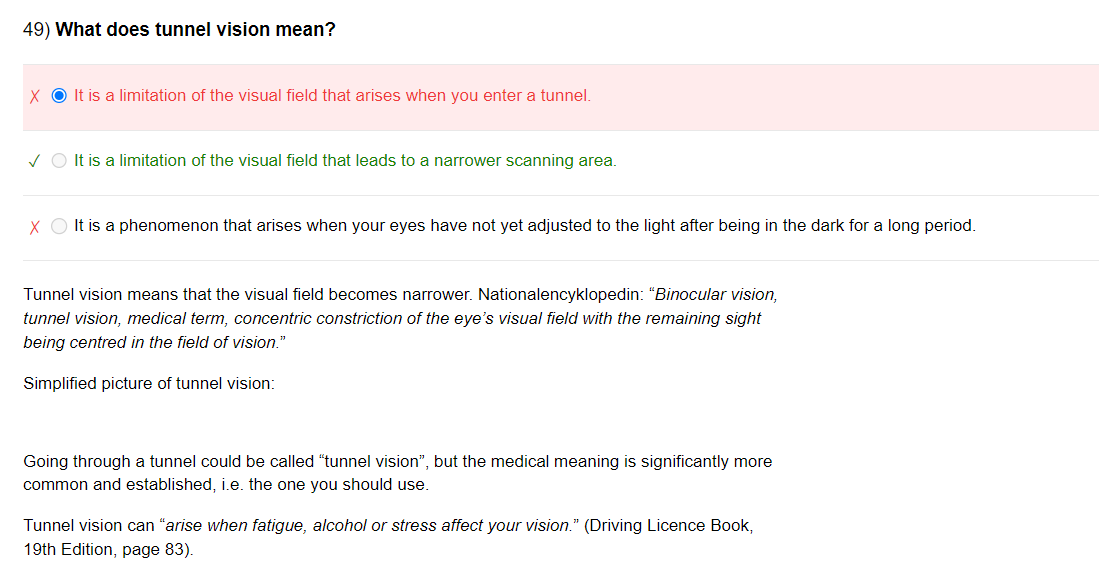 49) What does tunnel vision mean?
✗ It is a limitation of the visual field that arises when you enter a tunnel.
✓ It is a limitation of the visual field that leads to a narrower scanning area.
✗ It is a phenomenon that arises when your eyes have not yet adjusted to the light after being in the dark for a long period.
Tunnel vision means that the visual field becomes narrower. Nationalencyklopedin: “Binocular vision,
tunnel vision, medical term, concentric constriction of the eye’s visual field with the remaining sight
being centred in the field of vision.”
Simplified picture of tunnel vision:
Going through a tunnel could be called “tunnel vision”, but the medical meaning is significantly more
common and established, i.e. the one you should use.
Tunnel vision can “arise when fatigue, alcohol or stress affect your vision.” (Driving Licence Book,
19th Edition, page 83).